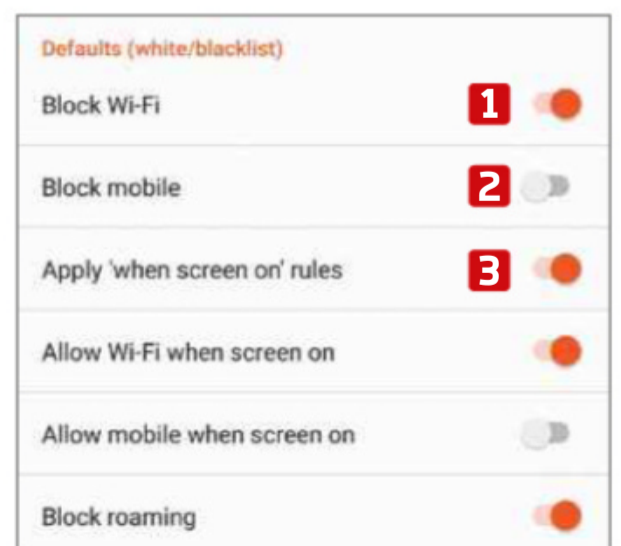 Defaults (white/blacklist)
Block Wi-Fi 1
Block mobile 2
Apply 'when screen on' rules 3
Allow Wi-Fi when screen on
Allow mobile when screen on
Block roaming